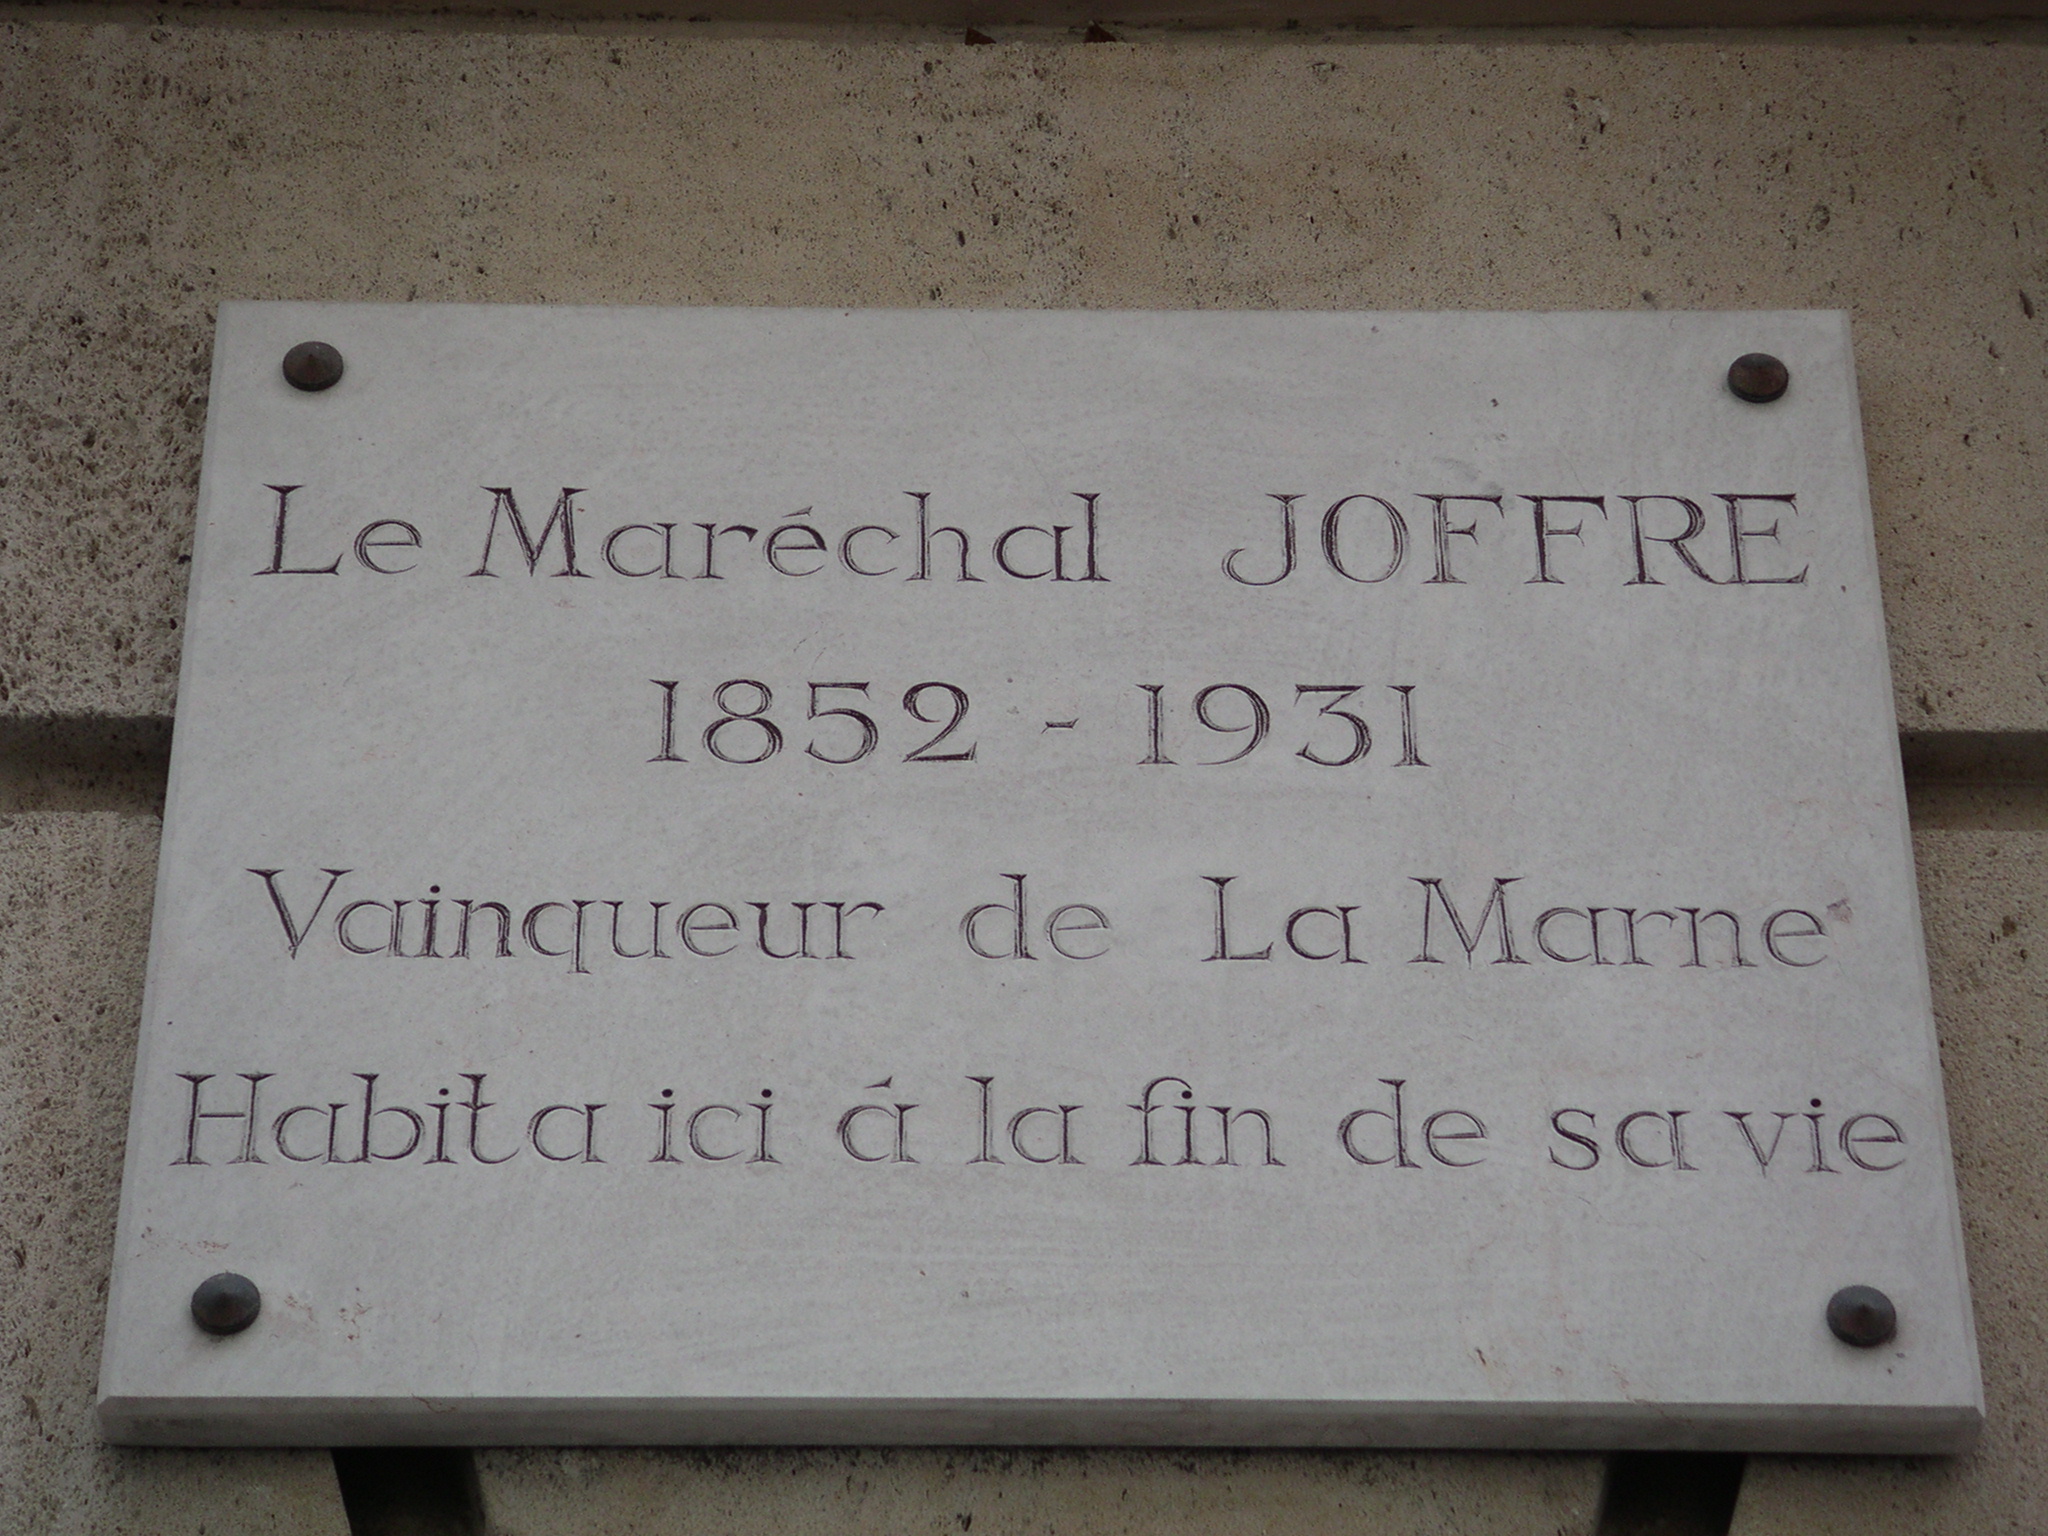 Le Maréchal JOFFRE
1852 - 1931
Vainqueur de La Marne
Habita ici á la fin de sa vie